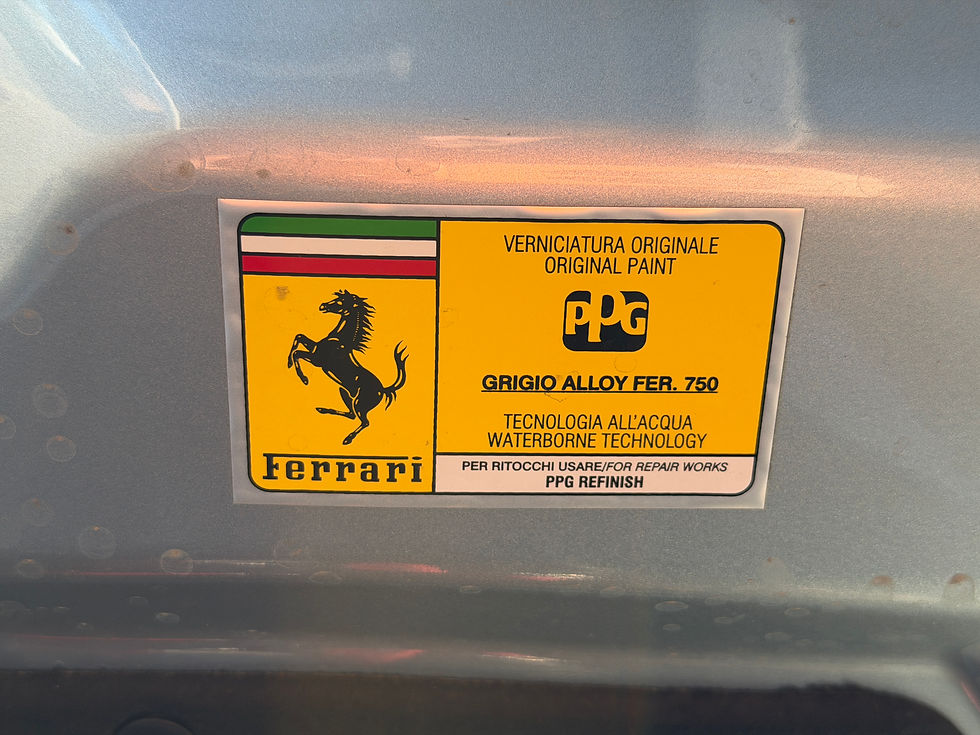 VERNICIATURA ORIGINALE
ORIGINAL PAINT
PPG
GRIGIO ALLOY FER. 750
TECNOLOGIA ALL'ACQUA
WATERBORNE TECHNOLOGY
Ferrari
PER RITOCCHI USARE/FOR REPAIR WORKS
PPG REFINISH